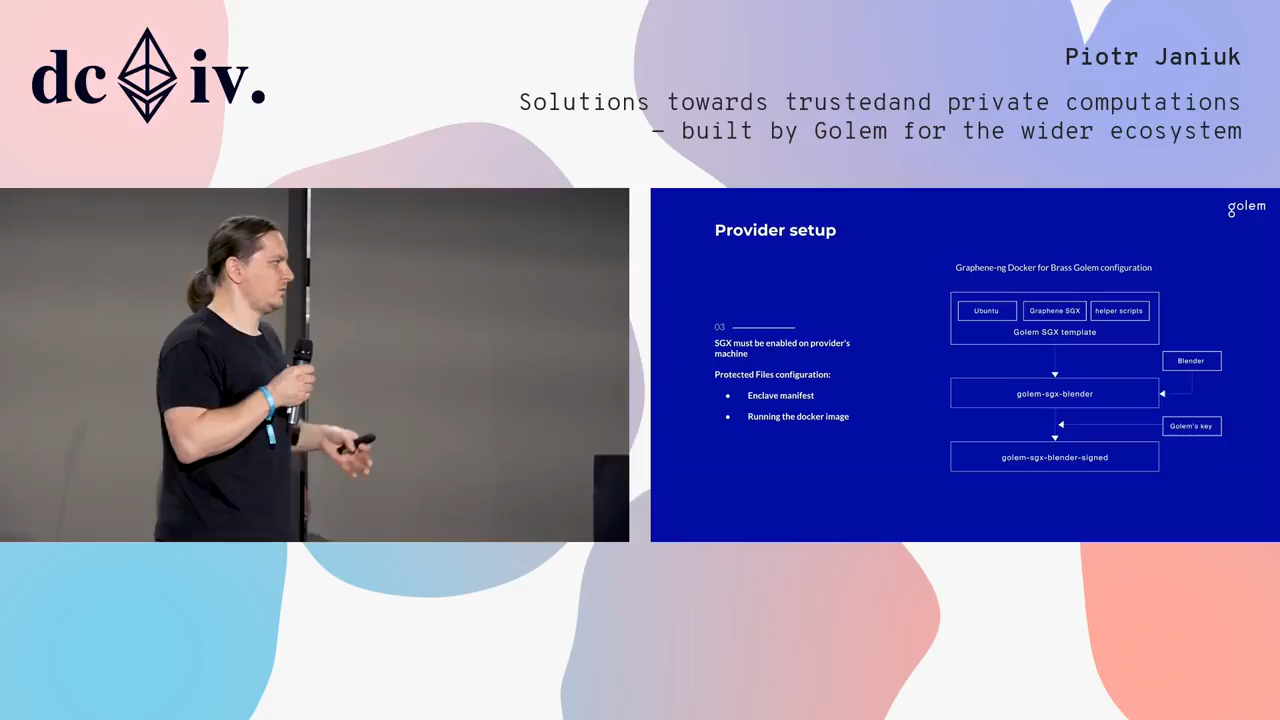 dc iv.
Piotr Janiuk
Solutions towards trustedand private computations
– built by Golem for the wider ecosystem
golem
Provider setup
03
SGX must be enabled on provider's
machine
Protected Files configuration:
● Enclave manifest
● Running the docker image
Graphene-ng Docker for Brass Golem configuration
Ubuntu
Graphene SGX
helper scripts
Golem SGX template
Blender
golem-sgx-blender
Golem's key
golem-sgx-blender-signed